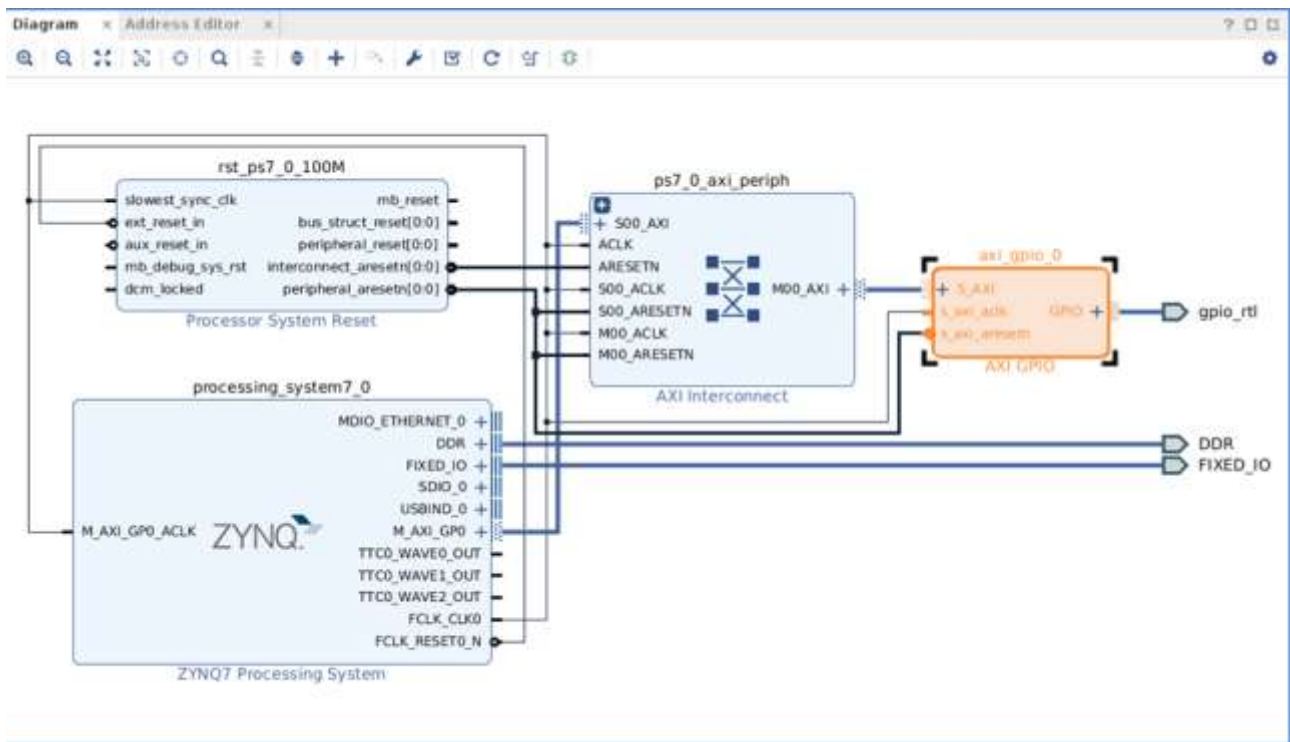 Diagram × Address Editor ×
? 
rst_ps7_0_100M
slowest_sync_clk
ext_reset_in
aux_reset_in
mb_debug_sys_rst
dcm_locked
mb_reset
bus_struct_reset[0:0]
peripheral_reset[0:0]
interconnect_aresetn[0:0]
peripheral_aresetn[0:0]
Processor System Reset
ps7_0_axi_periph
S00_AXI
ACLK
ARESETN
S00_ACLK
S00_ARESETN
M00_ACLK
M00_ARESETN
M00_AXI
AXI Interconnect
axi_gpio_0
S_AXI
s_axi_aclk
s_axi_aresetn
GPIO
AXI GPIO
gpio_rtl
processing_system7_0
M_AXI_GP0_ACLK
ZYNQ
MDIO_ETHERNET_0
DDR
FIXED_IO
SDIO_0
USBIND_0
M_AXI_GP0
TTC0_WAVE0_OUT
TTC0_WAVE1_OUT
TTC0_WAVE2_OUT
FCLK_CLK0
FCLK_RESET0_N
ZYNQ7 Processing System
DDR
FIXED_IO